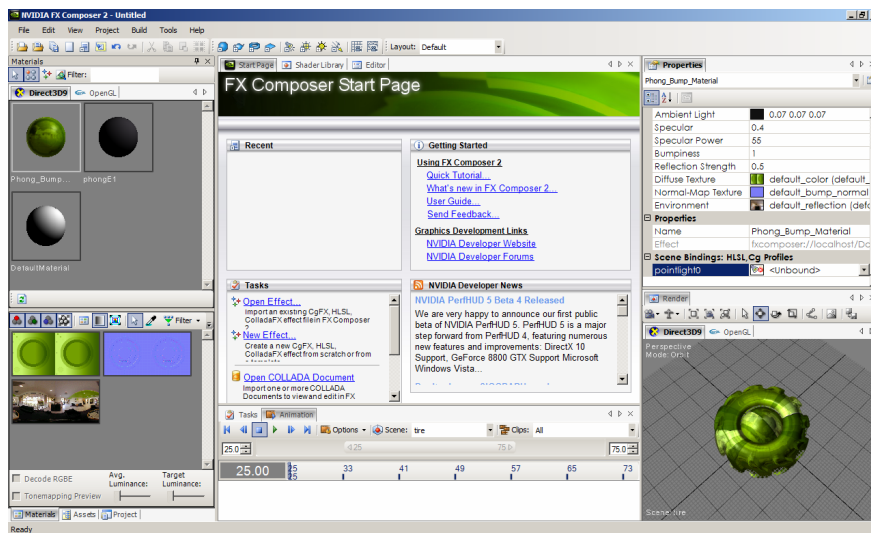 NVIDIA FX Composer 2 - Untitled
File Edit View Project Build Tools Help
Layout: Default
Materials
Filter:
Direct3D9 OpenGL
Phong_Bump... phongE1
DefaultMaterial
Filter
Decode RGBE Avg. Luminance: Target Luminance:
Tonemapping Preview
Materials Assets Project
Ready
Start Page Shader Library Editor
FX Composer Start Page
Recent
Getting Started
Using FX Composer 2
Quick Tutorial...
What's new in FX Composer 2...
User Guide...
Send Feedback...
Graphics Development Links
NVIDIA Developer Website
NVIDIA Developer Forums
Tasks
Open Effect...
Import an existing CgFX, HLSL,
ColladaFX effect file in FX Composer
2
New Effect...
Create a new CgFX, HLSL,
ColladaFX effect from scratch or from
a template
Open COLLADA Document
Import one or more COLLADA
Documents to view and edit in FX
NVIDIA Developer News
NVIDIA PerfHUD 5 Beta 4 Released
We are very happy to announce our first public
beta of NVIDIA PerfHUD 5. PerfHUD 5 is a major
step forward from PerfHUD 4, featuring numerous
new features and improvements: DirectX 10
Support, GeForce 8800 GTX Support Microsoft
Windows Vista...
Tasks Animation
Options Scene: tire Clips: All
25.0 25 75 75.0
25.00 25 33 41 49 57 65 73
25
Properties
Phong_Bump_Material
Ambient Light 0.07 0.07 0.07
Specular 0.4
Specular Power 55
Bumpiness 1
Reflection Strength 0.5
Diffuse Texture default_color (default_
Normal-Map Texture default_bump_normal
Environment default_reflection (defa
Properties
Name Phong_Bump_Material
Effect fxcomposer://localhost/Do
Scene Bindings: HLSL,Cg Profiles
pointlight0 <Unbound>
Render
Direct3D9 OpenGL
Perspective
Mode: Orbit
Scene: tire